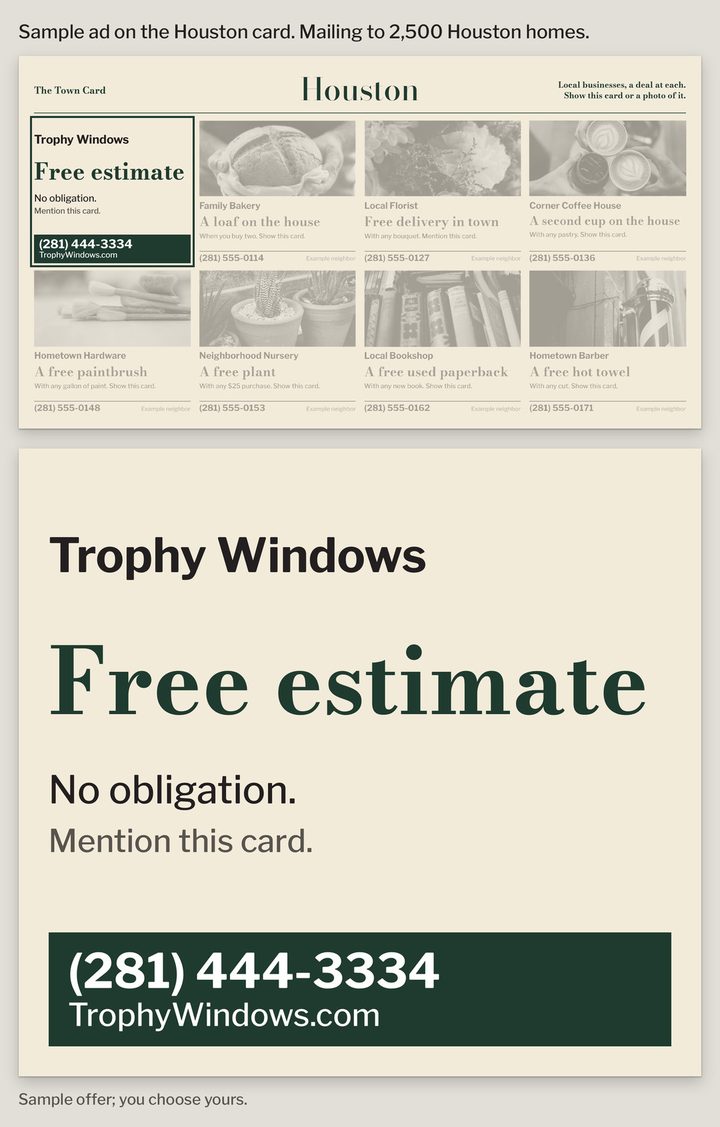 Sample ad on the Houston card. Mailing to 2,500 Houston homes.
The Town Card
Houston
Local businesses, a deal at each.
Show this card or a photo of it.
Trophy Windows
Free estimate
No obligation.
Mention this card.
(281) 444-3334
TrophyWindows.com
Family Bakery
A loaf on the house
When you buy two. Show this card.
(281) 555-0114
Example neighbor
Local Florist
Free delivery in town
With any bouquet. Mention this card.
(281) 555-0127
Example neighbor
Corner Coffee House
A second cup on the house
With any pastry. Show this card.
(281) 555-0136
Example neighbor
Hometown Hardware
A free paintbrush
With any gallon of paint. Show this card.
(281) 555-0148
Example neighbor
Neighborhood Nursery
A free plant
With any $25 purchase. Show this card.
(281) 555-0153
Example neighbor
Local Bookshop
A free used paperback
With any new book. Show this card.
(281) 555-0162
Example neighbor
Hometown Barber
A free hot towel
With any cut. Show this card.
(281) 555-0171
Example neighbor
Trophy Windows
Free estimate
No obligation.
Mention this card.
(281) 444-3334
TrophyWindows.com
Sample offer; you choose yours.